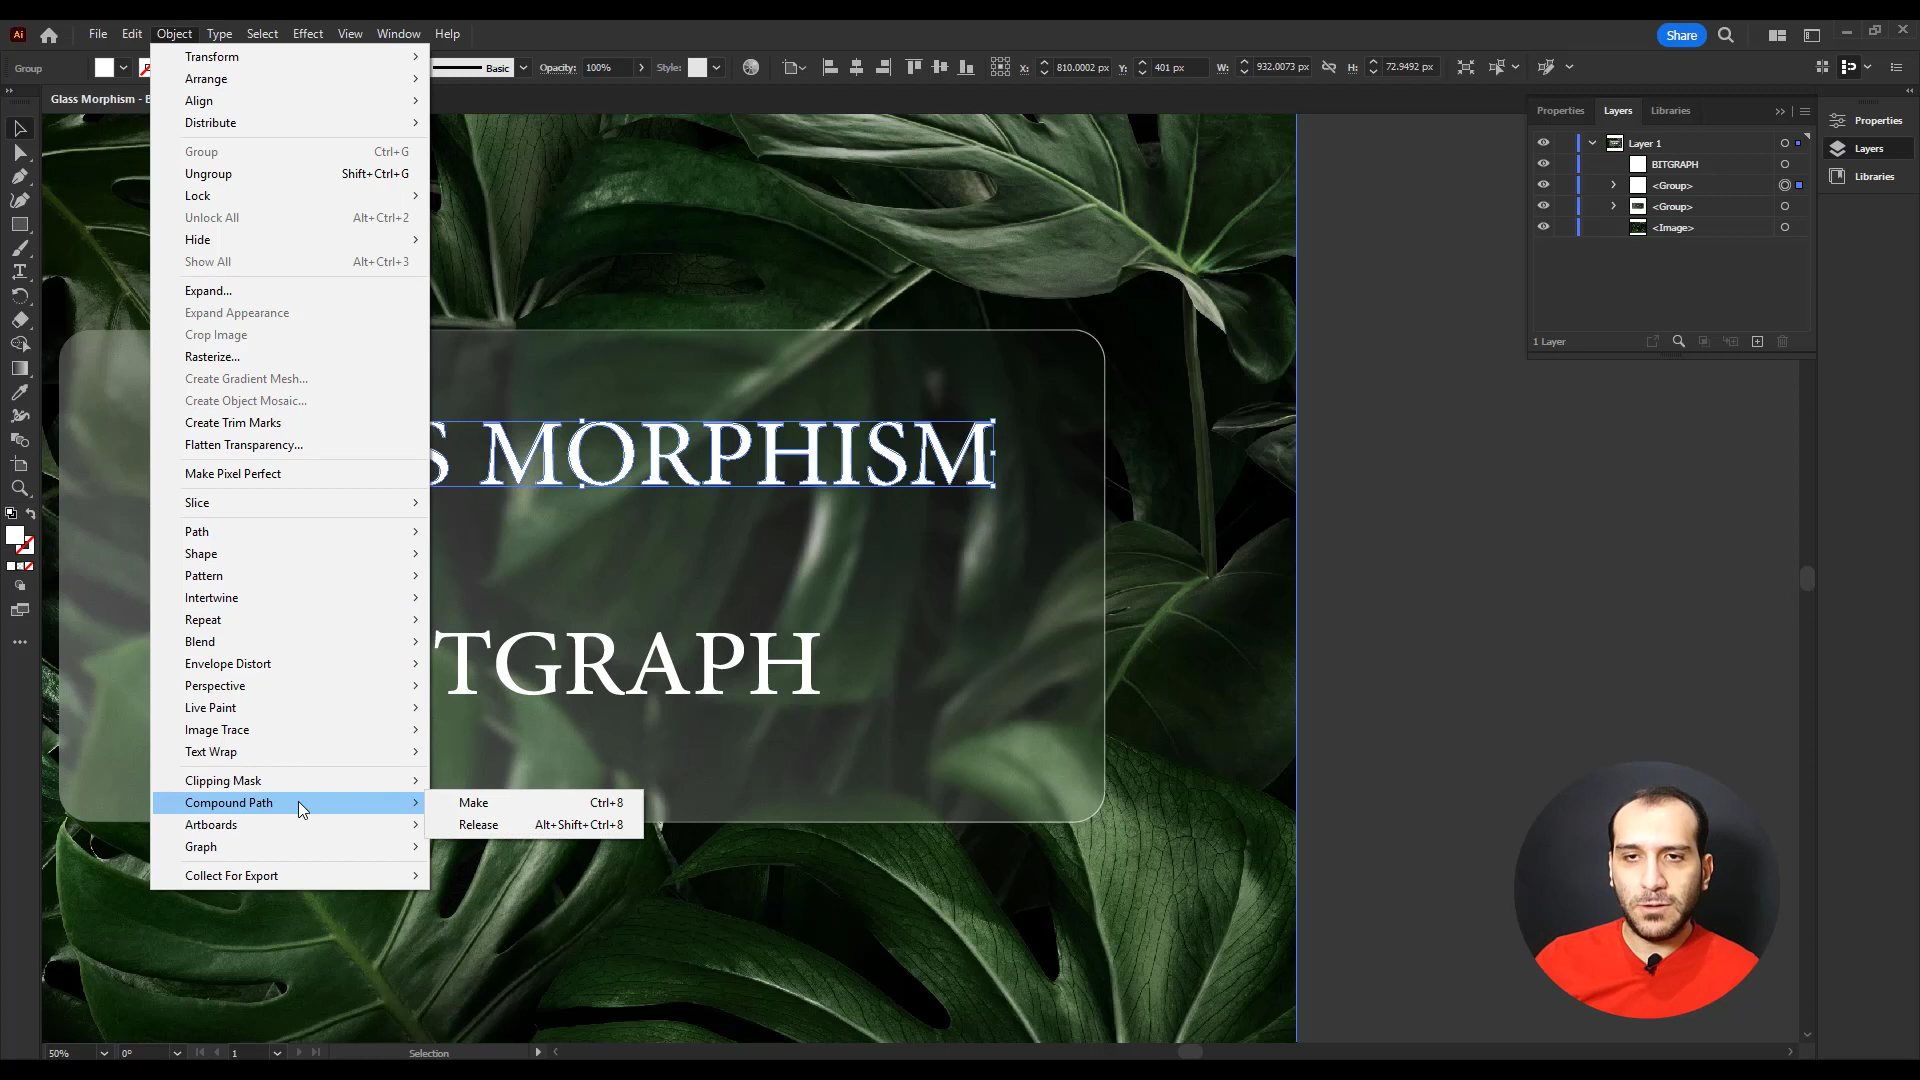 Ai File Edit Object Type Select Effect View Window Help Share
Group Basic Opacity: 100% Style: X: 810.0002 px Y: 401 px W: 932.0073 px H: 72.9492 px
Glass Morphism - B
Transform
Arrange
Align
Distribute
Group Ctrl+G
Ungroup Shift+Ctrl+G
Lock
Unlock All Alt+Ctrl+2
Hide
Show All Alt+Ctrl+3
Expand...
Expand Appearance
Crop Image
Rasterize...
Create Gradient Mesh...
Create Object Mosaic...
Create Trim Marks
Flatten Transparency...
Make Pixel Perfect
Slice
Path
Shape
Pattern
Intertwine
Repeat
Blend
Envelope Distort
Perspective
Live Paint
Image Trace
Text Wrap
Clipping Mask
Compound Path
Artboards
Graph
Collect For Export
Make Ctrl+8
Release Alt+Shift+Ctrl+8
S MORPHISM
TGRAPH
Properties Layers Libraries
Layer 1
BITGRAPH
<Group>
<Group>
<Image>
1 Layer
Properties
Layers
Libraries
50% 0° 1 Selection